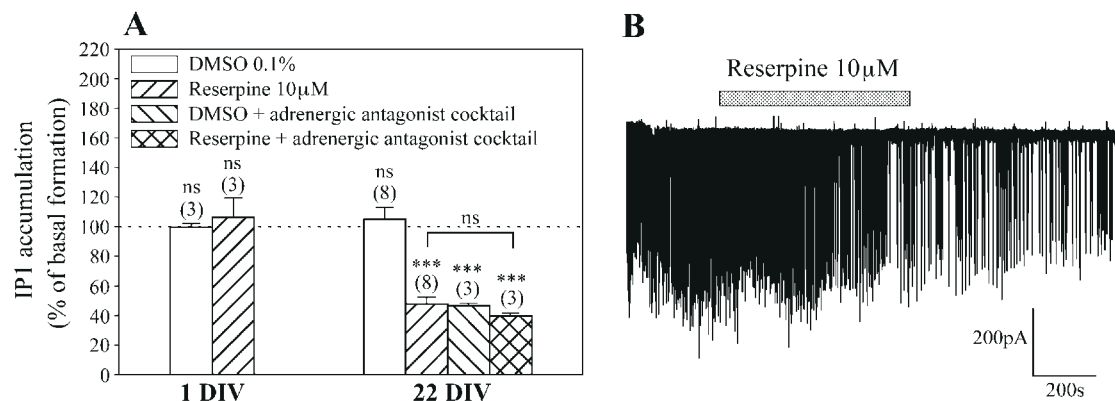 A
IP1 accumulation
(% of basal formation)
220
200
180
160
140
120
100
80
60
40
20
0
DMSO 0.1%
Reserpine 10µM
DMSO + adrenergic antagonist cocktail
Reserpine + adrenergic antagonist cocktail
ns
(3)
ns
(3)
ns
(8)
ns
***
(8)
***
(3)
***
(3)
1 DIV
22 DIV
B
Reserpine 10µM
200pA
200s